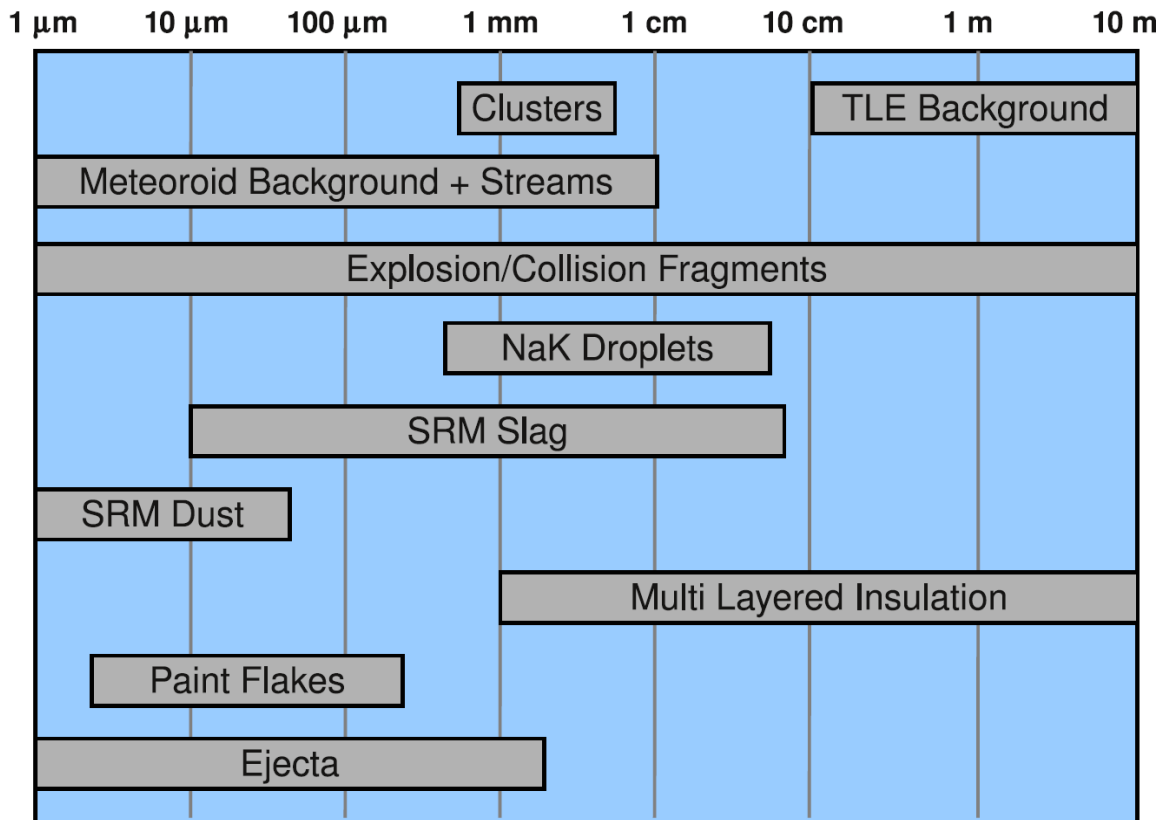 1 μm 10 μm 100 μm 1 mm 1 cm 10 cm 1 m 10 m
Clusters TLE Background
Meteoroid Background + Streams
Explosion/Collision Fragments
NaK Droplets
SRM Slag
SRM Dust
Multi Layered Insulation
Paint Flakes
Ejecta